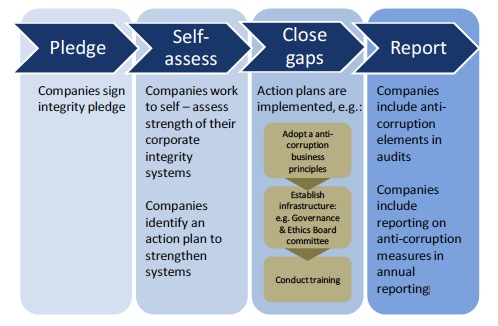 Pledge
Companies sign
integrity pledge
Self-
assess
Companies work
to self – assess
strength of their
corporate
integrity
systems
Companies
identify an
action plan to
strengthen
systems
Close
gaps
Action plans are
implemented, e.g.:
Adopt a anti-
corruption
business
principles
Establish
infrastructure:
e.g. Governance
& Ethics Board
committee
Conduct training
Report
Companies
include anti-
corruption
elements in
audits
Companies
include
reporting on
anti-corruption
measures in
annual
reporting